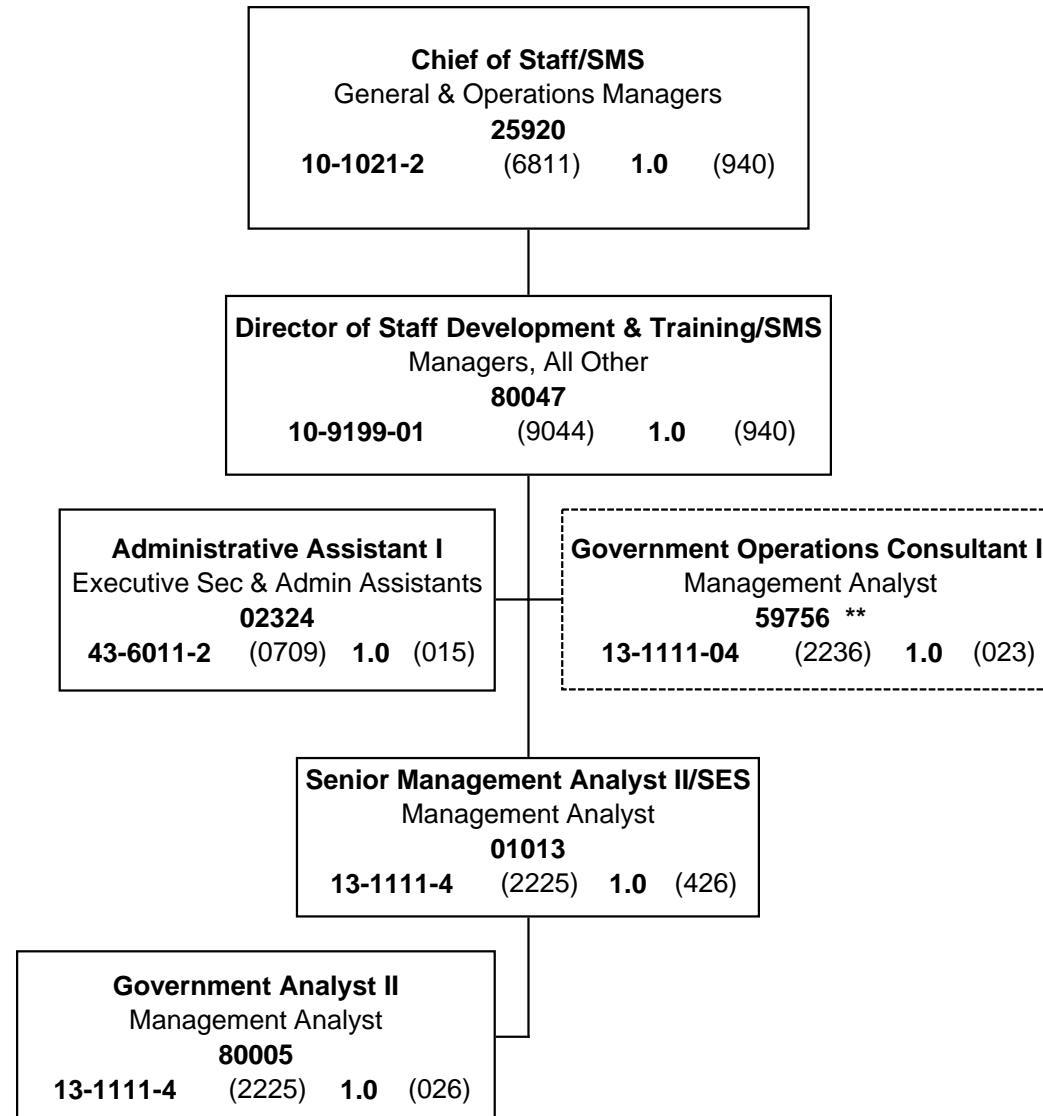 Chief of Staff/SMS
General & Operations Managers
25920
10-1021-2 (6811) 1.0 (940)
Director of Staff Development & Training/SMS
Managers, All Other
80047
10-9199-01 (9044) 1.0 (940)
Administrative Assistant I
Executive Sec & Admin Assistants
02324
43-6011-2 (0709) 1.0 (015)
Government Operations Consultant I
Management Analyst
59756 **
13-1111-04 (2236) 1.0 (023)
Senior Management Analyst II/SES
Management Analyst
01013
13-1111-4 (2225) 1.0 (426)
Government Analyst II
Management Analyst
80005
13-1111-4 (2225) 1.0 (026)